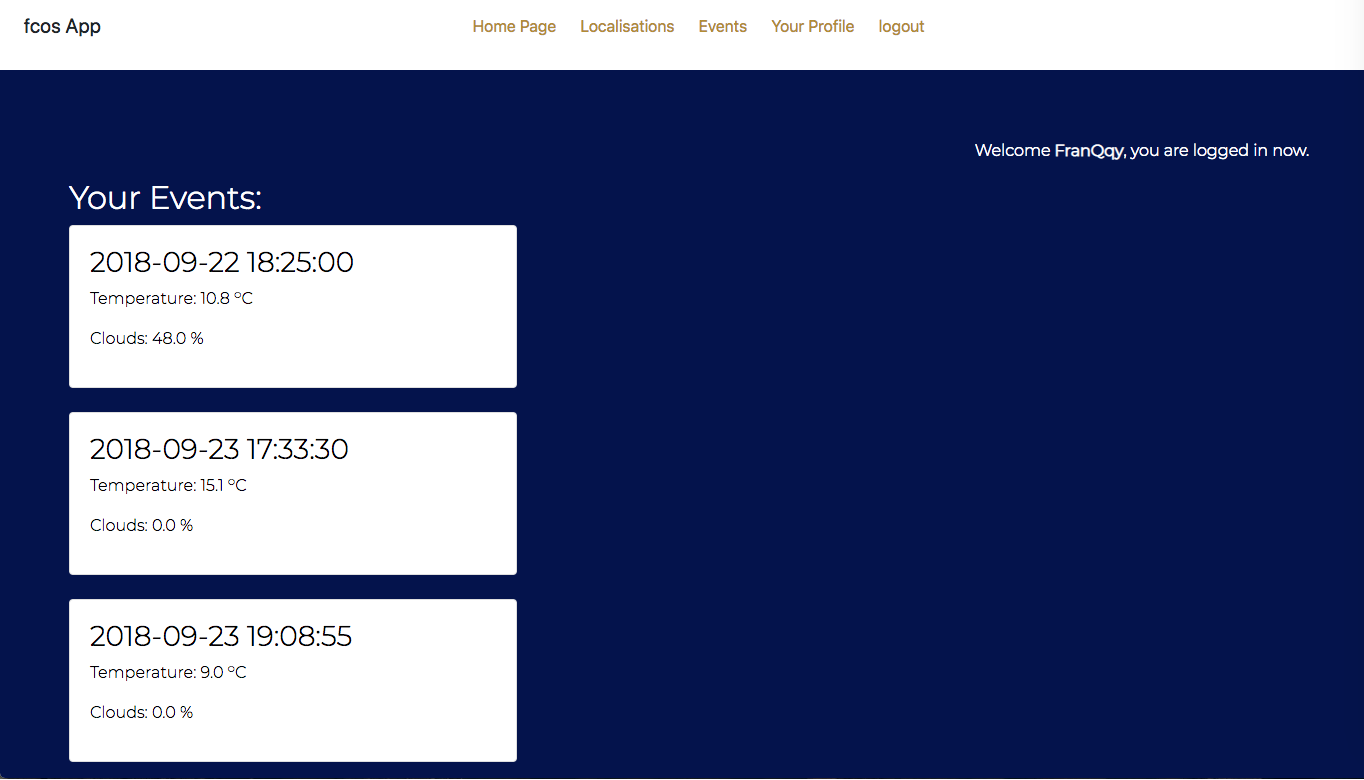 fcos App
Home Page Localisations Events Your Profile logout
Welcome FranQqy, you are logged in now.
Your Events:
2018-09-22 18:25:00
Temperature: 10.8 °C
Clouds: 48.0 %
2018-09-23 17:33:30
Temperature: 15.1 °C
Clouds: 0.0 %
2018-09-23 19:08:55
Temperature: 9.0 °C
Clouds: 0.0 %